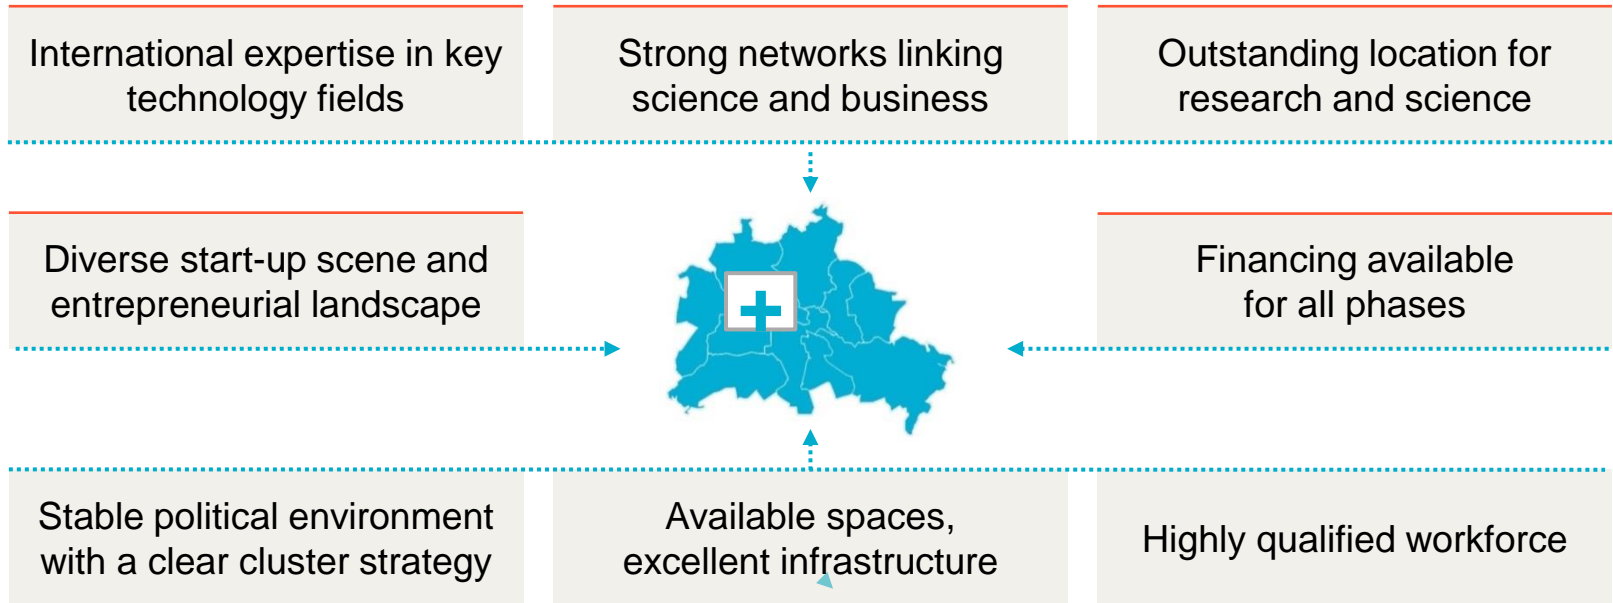 International expertise in key
technology fields
Strong networks linking
science and business
Outstanding location for
research and science
Diverse start-up scene and
entrepreneurial landscape
+
Financing available
for all phases
Stable political environment
with a clear cluster strategy
Available spaces,
excellent infrastructure
Highly qualified workforce